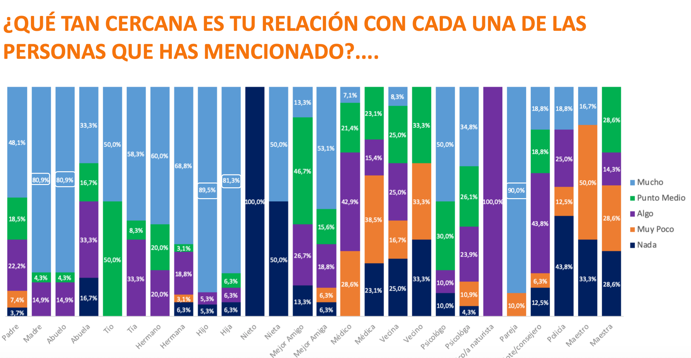 ¿QUÉ TAN CERCANA ES TU RELACIÓN CON CADA UNA DE LAS
PERSONAS QUE HAS MENCIONADO?....
48,1%
18,5%
22,2%
7,4%
3,7%
Padre
80,9%
4,3%
14,9%
Madre
80,9%
4,3%
14,9%
Abuelo
33,3%
16,7%
33,3%
16,7%
Abuela
50,0%
50,0%
Tio
58,3%
8,3%
33,3%
Tia
60,0%
20,0%
20,0%
Hermano
68,8%
3,1%
18,8%
3,1%
6,3%
Hermana
89,5%
5,3%
5,3%
Hijo
81,3%
6,3%
6,3%
6,3%
Hija
100,0%
Nieto
50,0%
50,0%
Nieta
13,3%
46,7%
26,7%
13,3%
Mejor Amigo
53,1%
15,6%
18,8%
6,3%
6,3%
Mejor Amiga
7,1%
21,4%
42,9%
28,6%
Médico
23,1%
15,4%
38,5%
23,1%
Médica
8,3%
25,0%
25,0%
16,7%
25,0%
Vecina
33,3%
33,3%
33,3%
Vecino
50,0%
30,0%
10,0%
10,0%
Psicólogo
34,8%
26,1%
23,9%
10,9%
4,3%
Psicóloga
100,0%
o/a naturista
90,0%
10,0%
Pareja
18,8%
18,8%
43,8%
6,3%
12,5%
nte/consejero
18,8%
25,0%
12,5%
43,8%
Policía
16,7%
50,0%
33,3%
Maestro
28,6%
14,3%
28,6%
28,6%
Maestra
Mucho
Punto Medio
Algo
Muy Poco
Nada